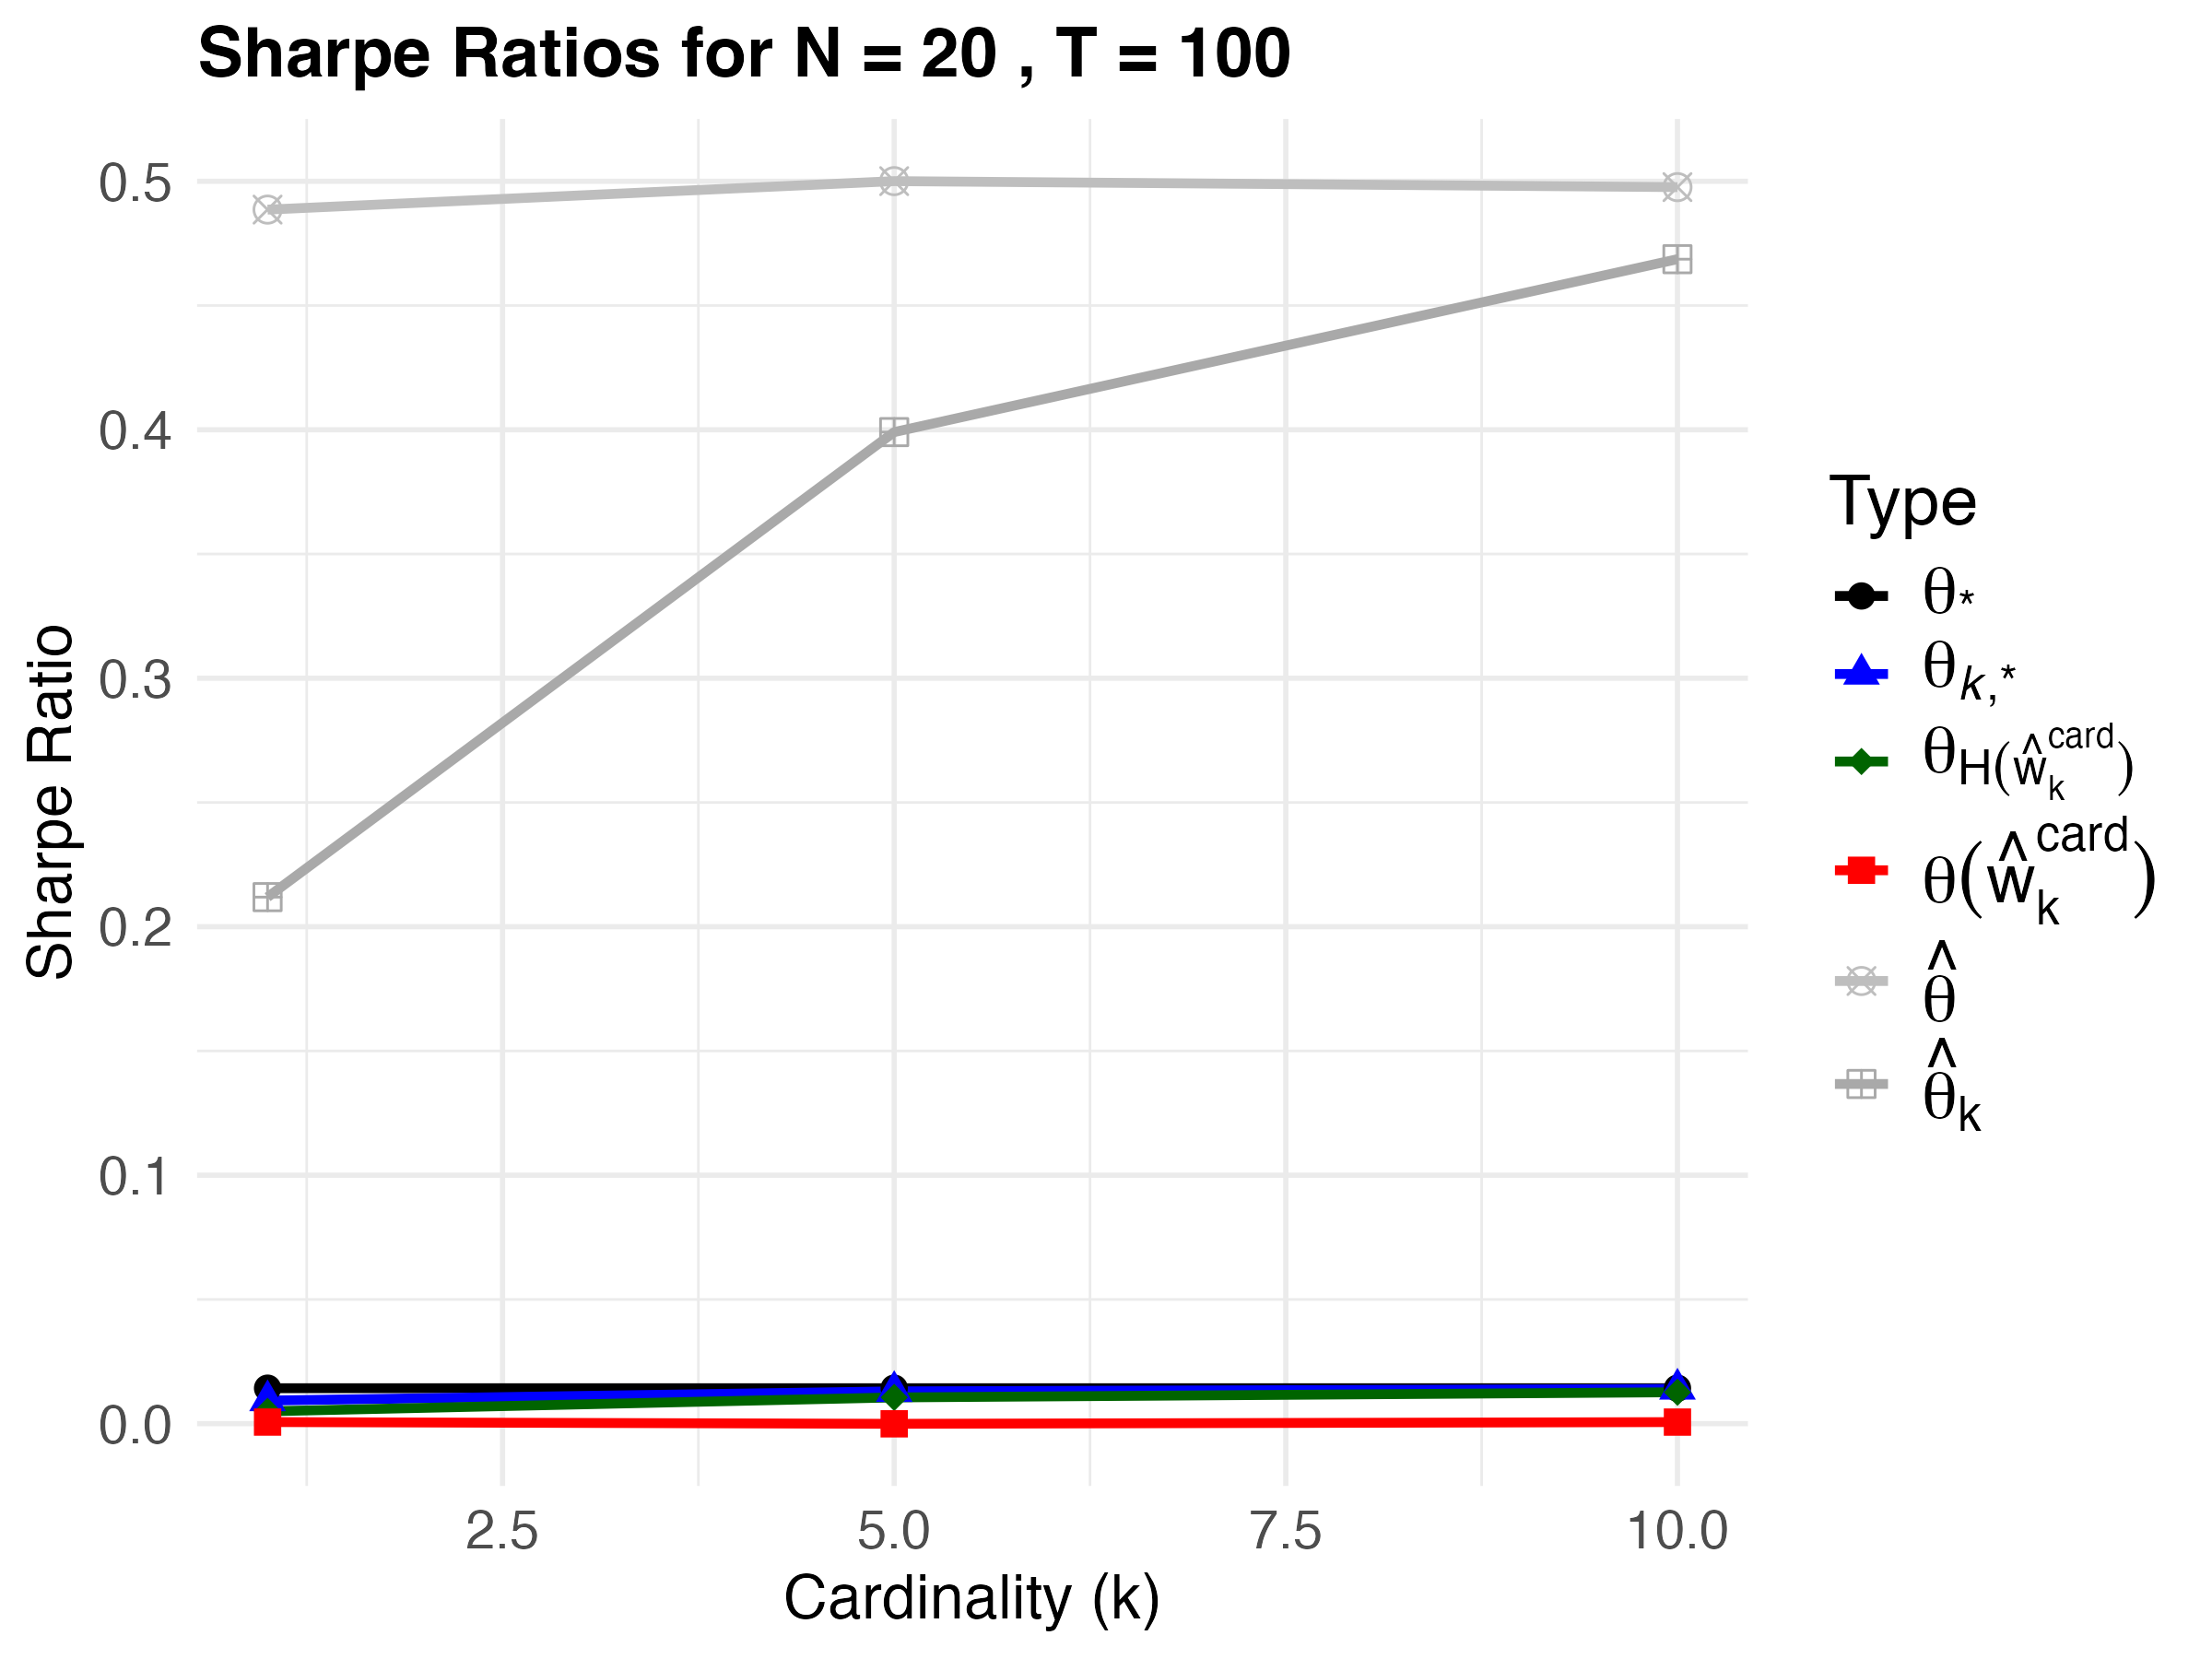 Sharpe Ratios for N = 20 , T = 100
Sharpe Ratio
0.5
0.4
0.3
0.2
0.1
0.0
2.5 5.0 7.5 10.0
Cardinality (k)
Type
θ*
θk,*
θH(ŵkcard)
θ(ŵkcard)
θ̂
θ̂k